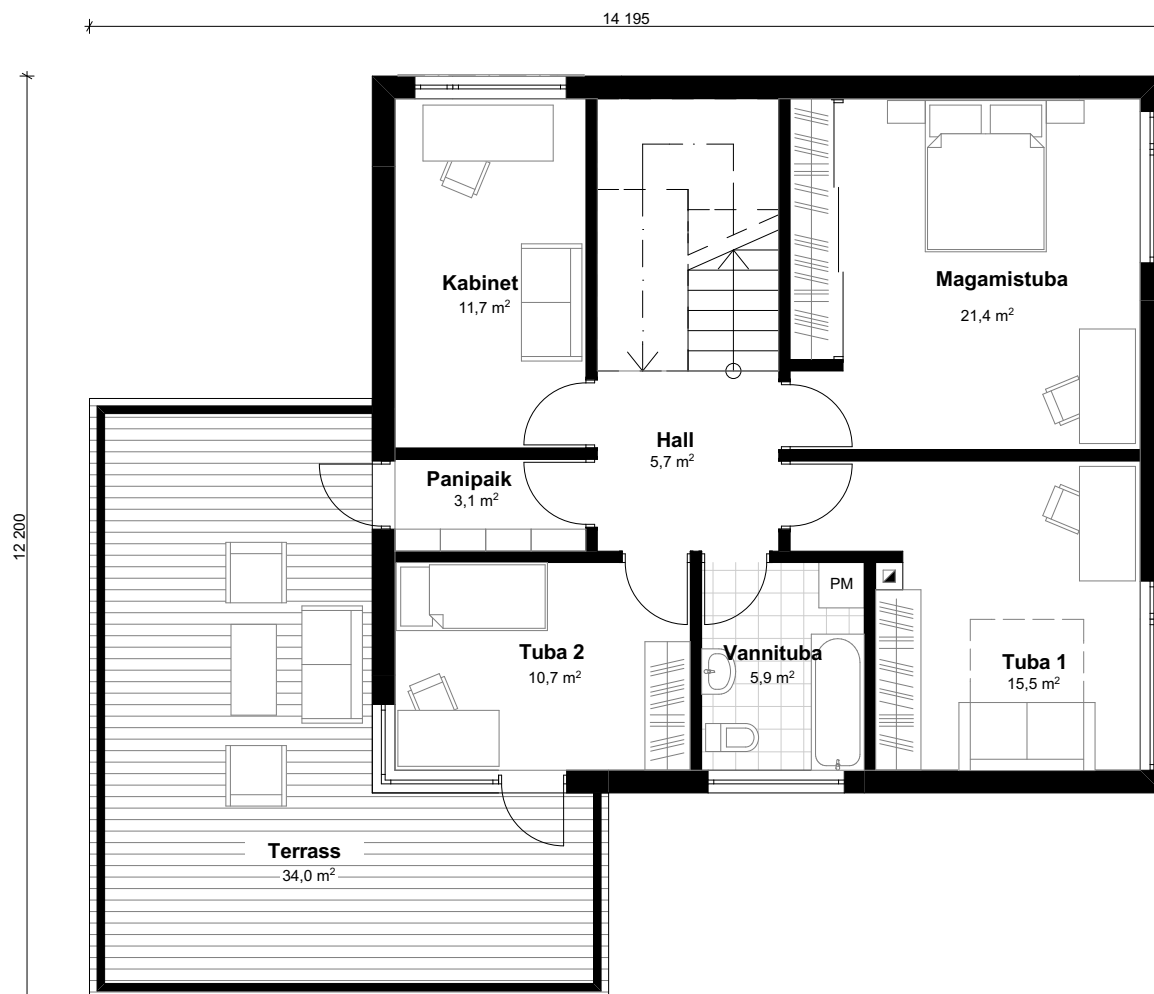 14 195
12 200
Kabinet
11,7 m²
Magamistuba
21,4 m²
Hall
5,7 m²
Panipaik
3,1 m²
PM
Tuba 2
10,7 m²
Vannituba
5,9 m²
Tuba 1
15,5 m²
Terrass
34,0 m²